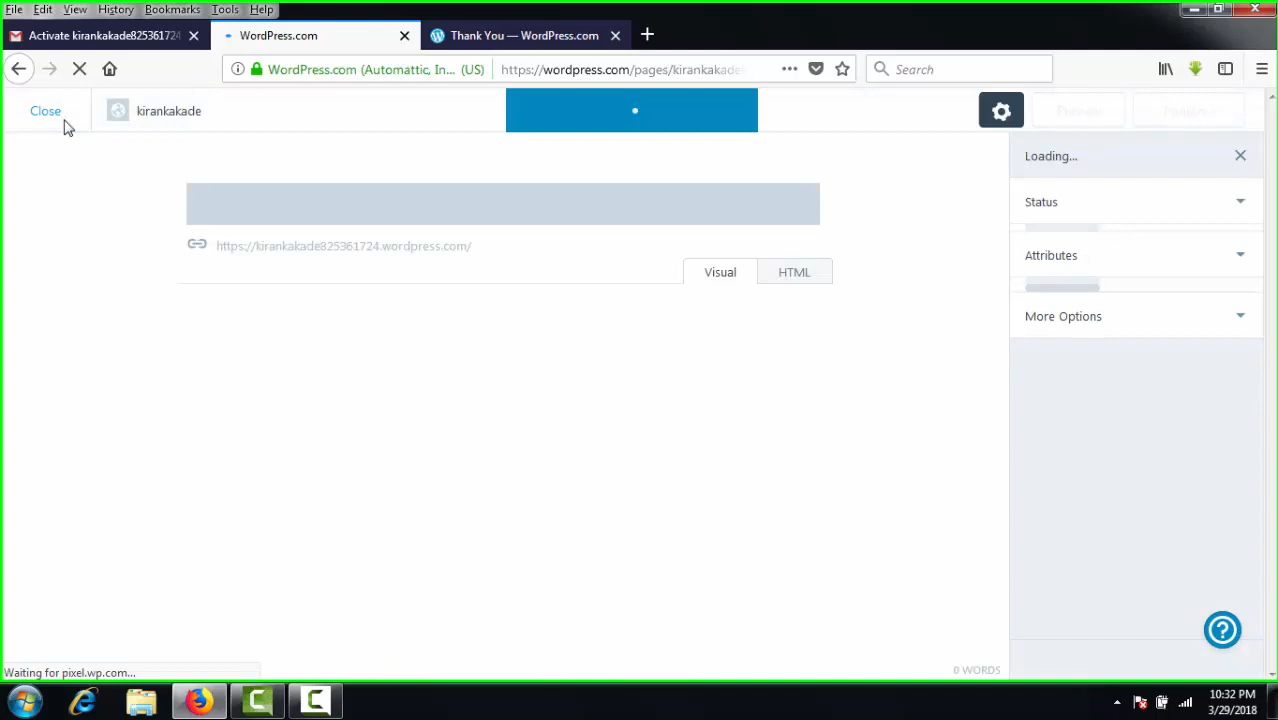 File Edit View History Bookmarks Tools Help
Activate kirankakade825361724
WordPress.com
Thank You — WordPress.com
WordPress.com (Automattic, In... (US)
https://wordpress.com/pages/kirankakade
Search
Close
kirankakade
Loading...
Status
https://kirankakade825361724.wordpress.com/
Attributes
Visual
HTML
More Options
0 WORDS
Waiting for pixel.wp.com...
10:32 PM
3/29/2018